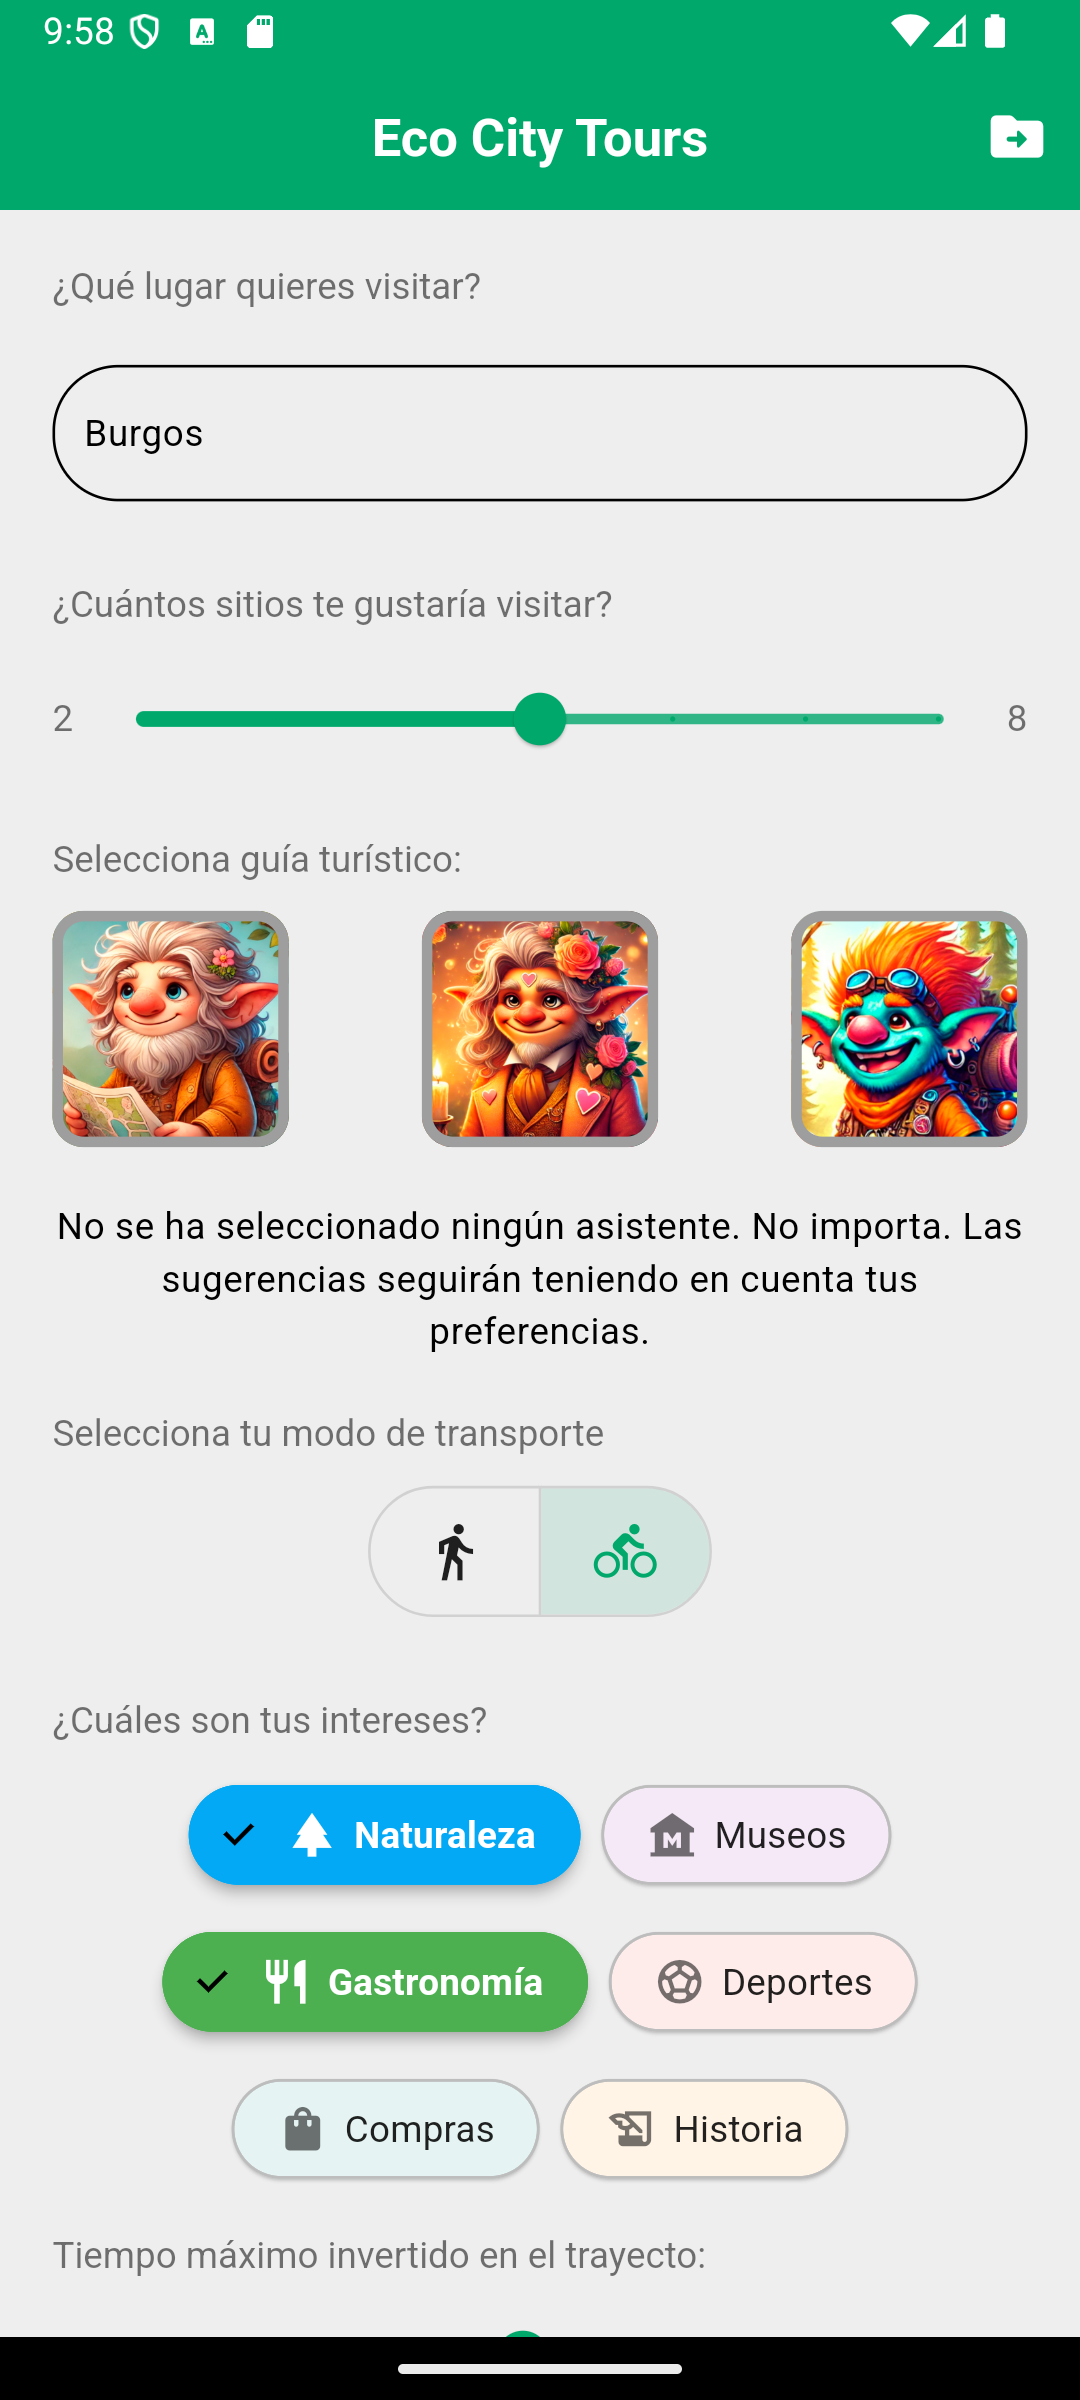 9:58
Eco City Tours
¿Qué lugar quieres visitar?
Burgos
¿Cuántos sitios te gustaría visitar?
2 8
Selecciona guía turístico:
No se ha seleccionado ningún asistente. No importa. Las
sugerencias seguirán teniendo en cuenta tus
preferencias.
Selecciona tu modo de transporte
¿Cuáles son tus intereses?
Naturaleza Museos
Gastronomía Deportes
Compras Historia
Tiempo máximo invertido en el trayecto: